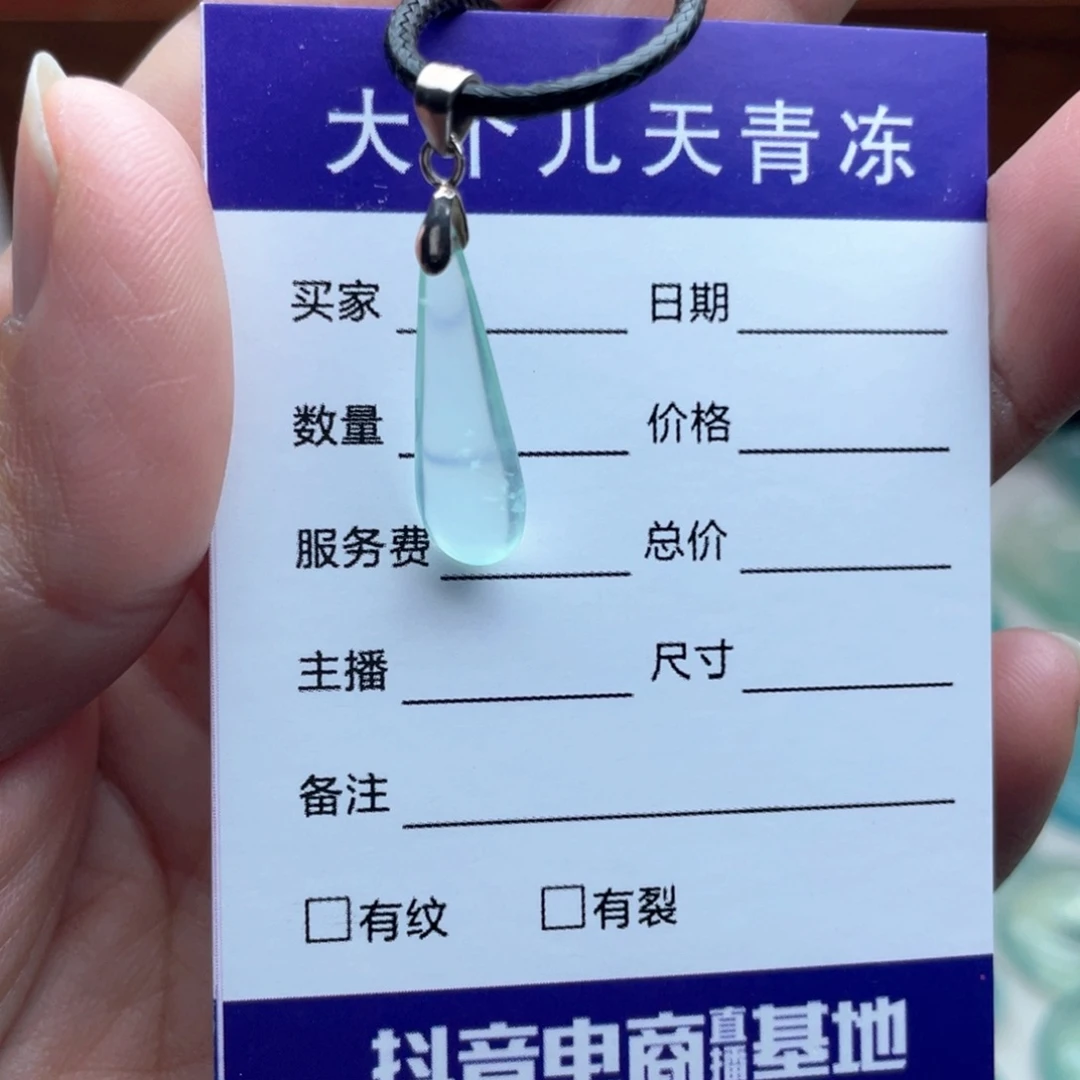 大个儿天青冻
买家 日期
数量 价格
服务费 总价
主播 尺寸
备注
□有纹 □有裂
抖音电商直播基地